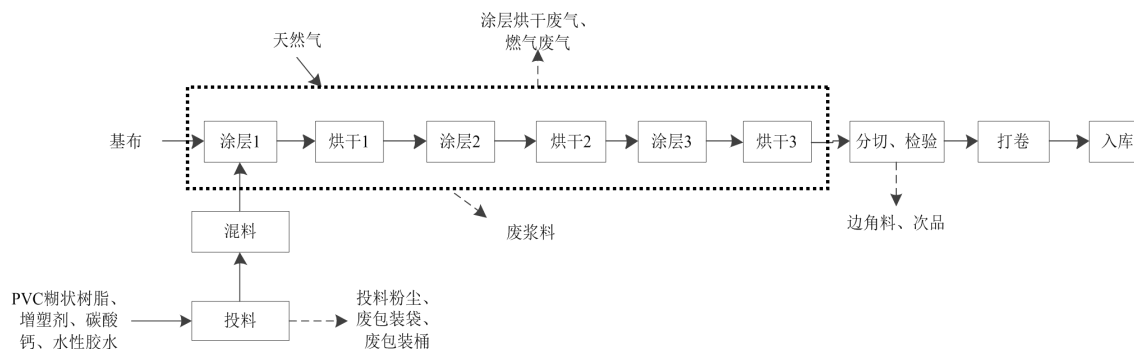 涂层烘干废气、
燃气废气
天然气
基布
涂层1
烘干1
涂层2
烘干2
涂层3
烘干3
分切、检验
打卷
入库
混料
废浆料
边角料、次品
PVC糊状树脂、
增塑剂、碳酸
钙、水性胶水
投料
投料粉尘、
废包装袋、
废包装桶